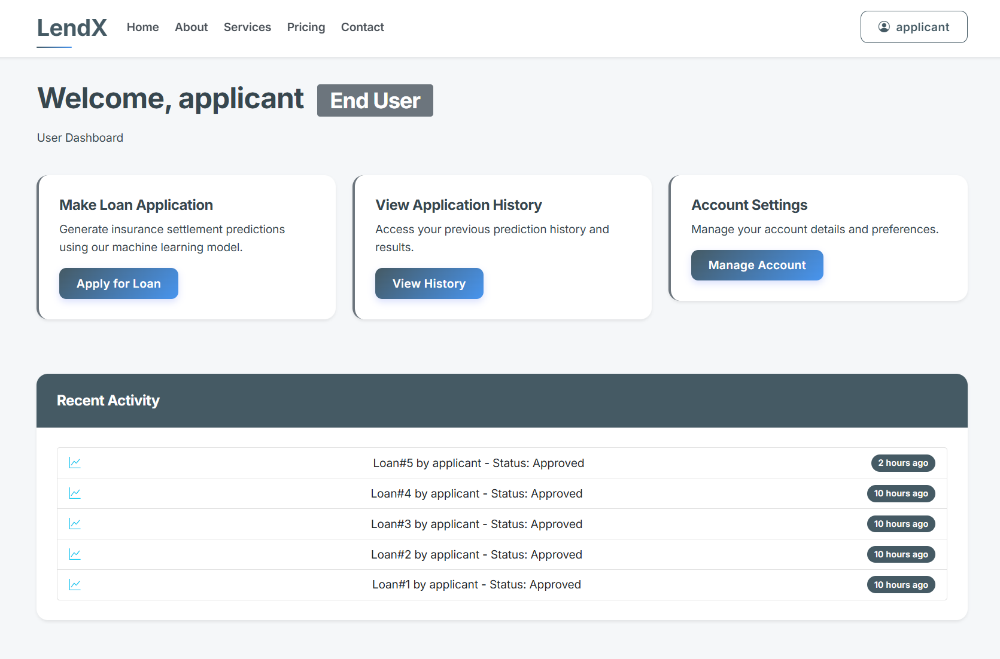 LendX Home About Services Pricing Contact applicant
Welcome, applicant End User
User Dashboard
Make Loan Application
Generate insurance settlement predictions
using our machine learning model.
Apply for Loan
View Application History
Access your previous prediction history and
results.
View History
Account Settings
Manage your account details and preferences.
Manage Account
Recent Activity
Loan#5 by applicant - Status: Approved 2 hours ago
Loan#4 by applicant - Status: Approved 10 hours ago
Loan#3 by applicant - Status: Approved 10 hours ago
Loan#2 by applicant - Status: Approved 10 hours ago
Loan#1 by applicant - Status: Approved 10 hours ago